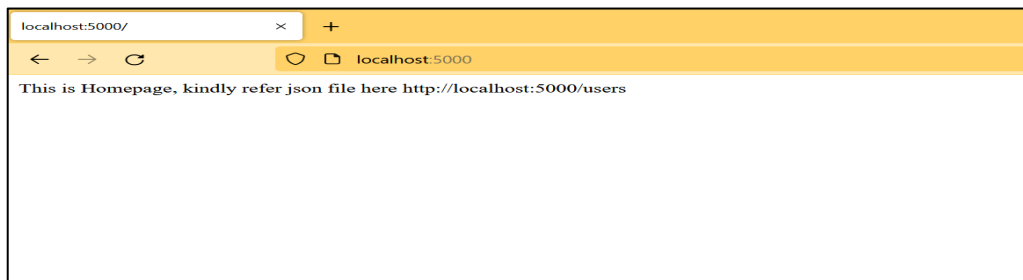 localhost:5000/
localhost:5000
This is Homepage, kindly refer json file here http://localhost:5000/users